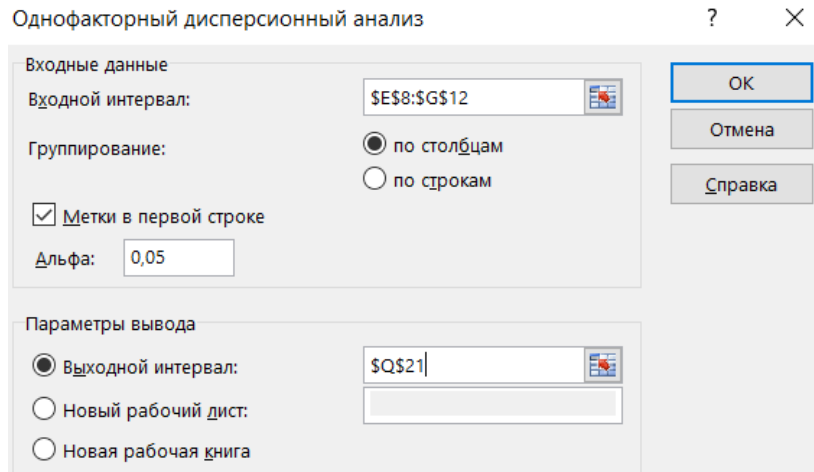 Однофакторный дисперсионный анализ ? ×
Входные данные
Входной интервал: $E$8:$G$12
Группирование: по столбцам
по строкам
Метки в первой строке
Альфа: 0,05
OK
Отмена
Справка
Параметры вывода
Выходной интервал: $Q$21
Новый рабочий лист:
Новая рабочая книга